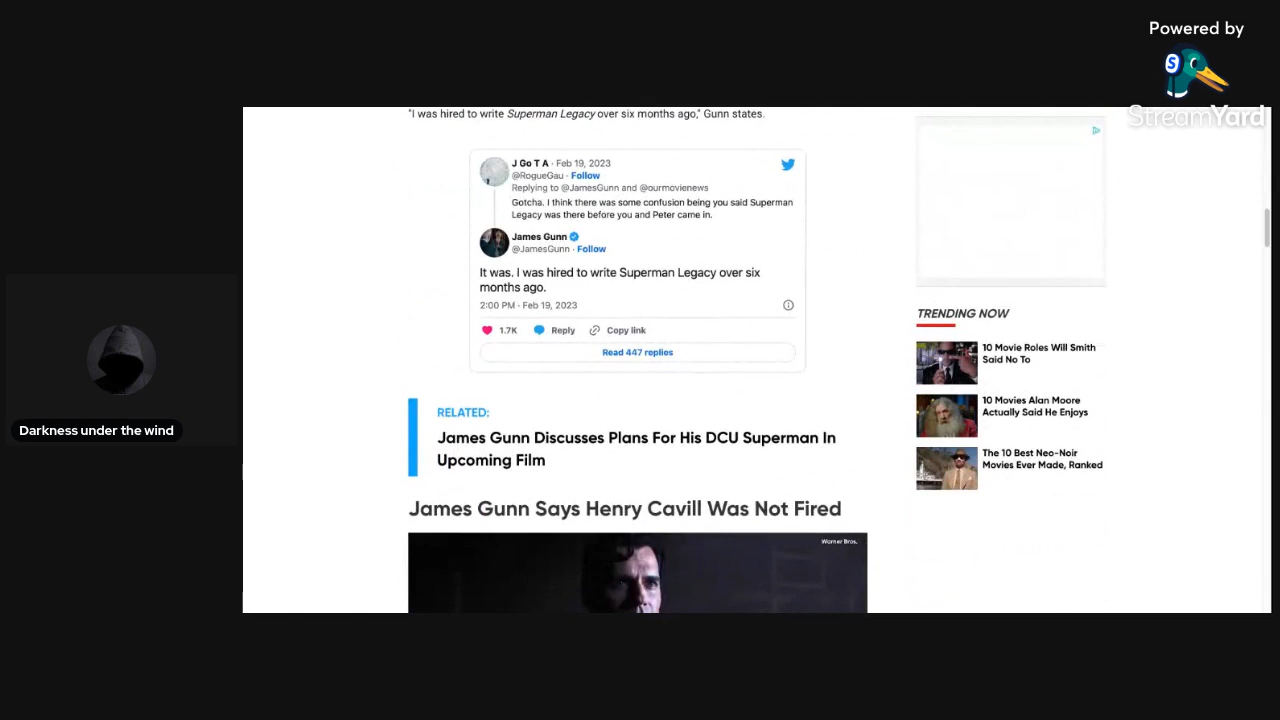 Powered by
StreamYard
"I was hired to write Superman Legacy over six months ago," Gunn states.
J Go T A · Feb 19, 2023
@RogueGau · Follow
Replying to @JamesGunn and @ourmovienews
Gotcha. I think there was some confusion being you said Superman
Legacy was there before you and Peter came in.
James Gunn
@JamesGunn · Follow
It was. I was hired to write Superman Legacy over six
months ago.
2:00 PM · Feb 19, 2023
1.7K Reply Copy link
Read 447 replies
RELATED:
James Gunn Discusses Plans For His DCU Superman In
Upcoming Film
James Gunn Says Henry Cavill Was Not Fired
Warner Bros.
TRENDING NOW
10 Movie Roles Will Smith
Said No To
10 Movies Alan Moore
Actually Said He Enjoys
The 10 Best Neo-Noir
Movies Ever Made, Ranked
Darkness under the wind